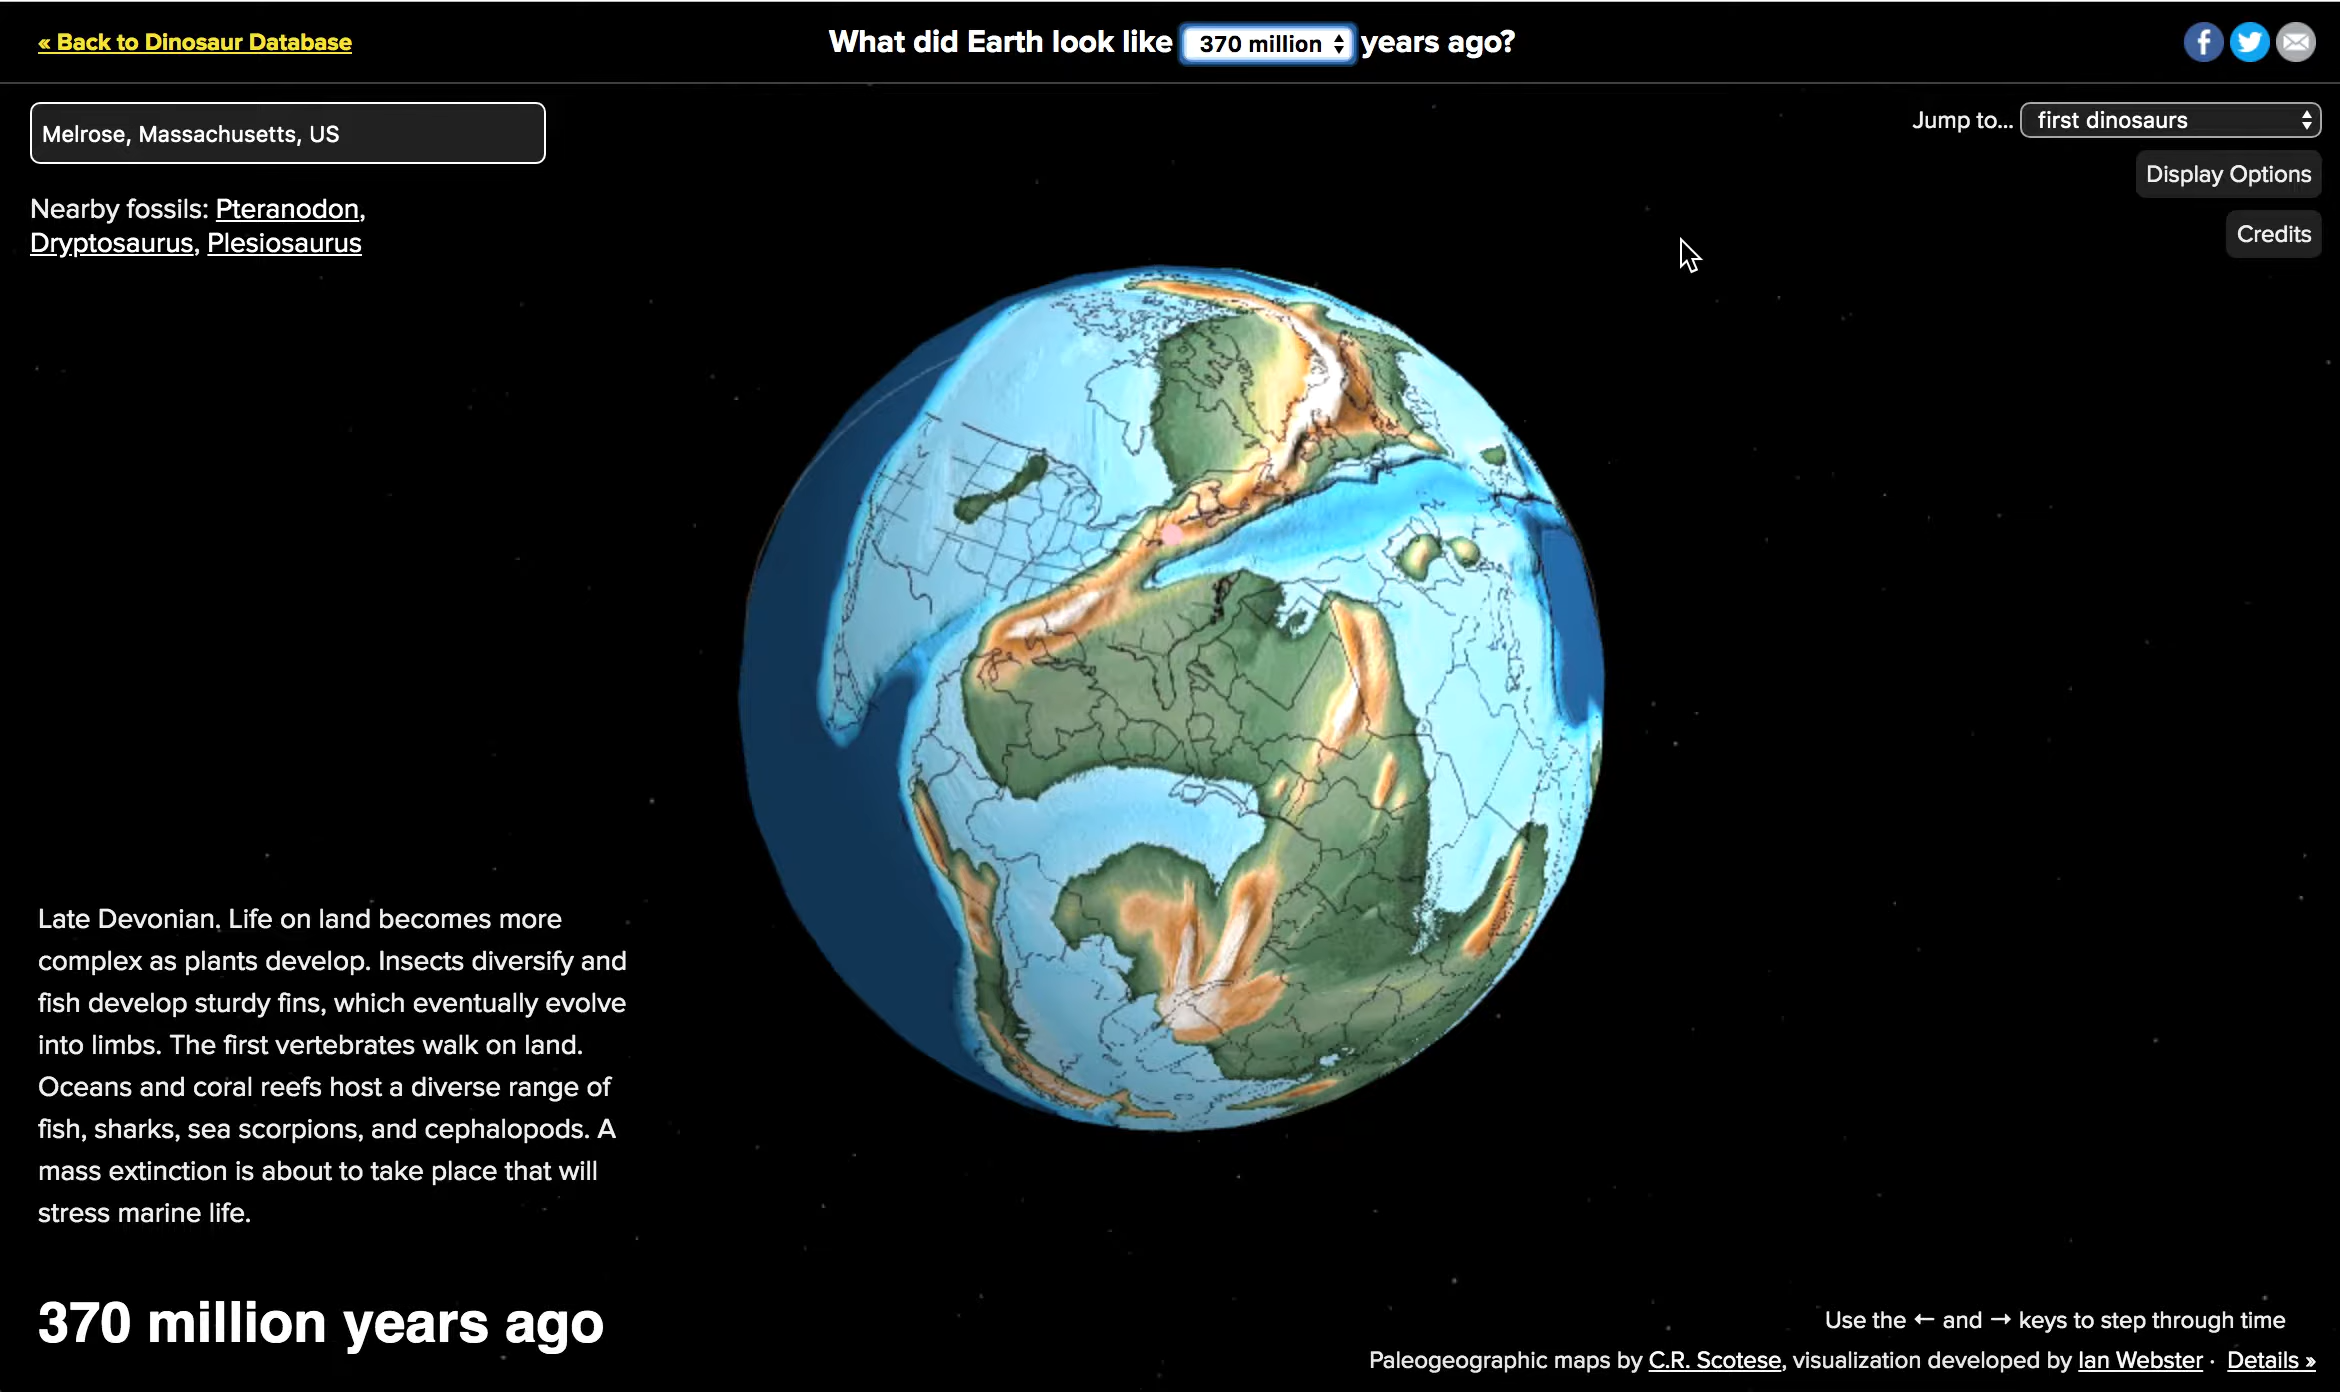 « Back to Dinosaur Database
What did Earth look like 370 million years ago?
Melrose, Massachusetts, US
Jump to... first dinosaurs
Display Options
Credits
Nearby fossils: Pteranodon,
Dryptosaurus, Plesiosaurus
Late Devonian. Life on land becomes more
complex as plants develop. Insects diversify and
fish develop sturdy fins, which eventually evolve
into limbs. The first vertebrates walk on land.
Oceans and coral reefs host a diverse range of
fish, sharks, sea scorpions, and cephalopods. A
mass extinction is about to take place that will
stress marine life.
370 million years ago
Use the ← and → keys to step through time
Paleogeographic maps by C.R. Scotese, visualization developed by Ian Webster · Details »